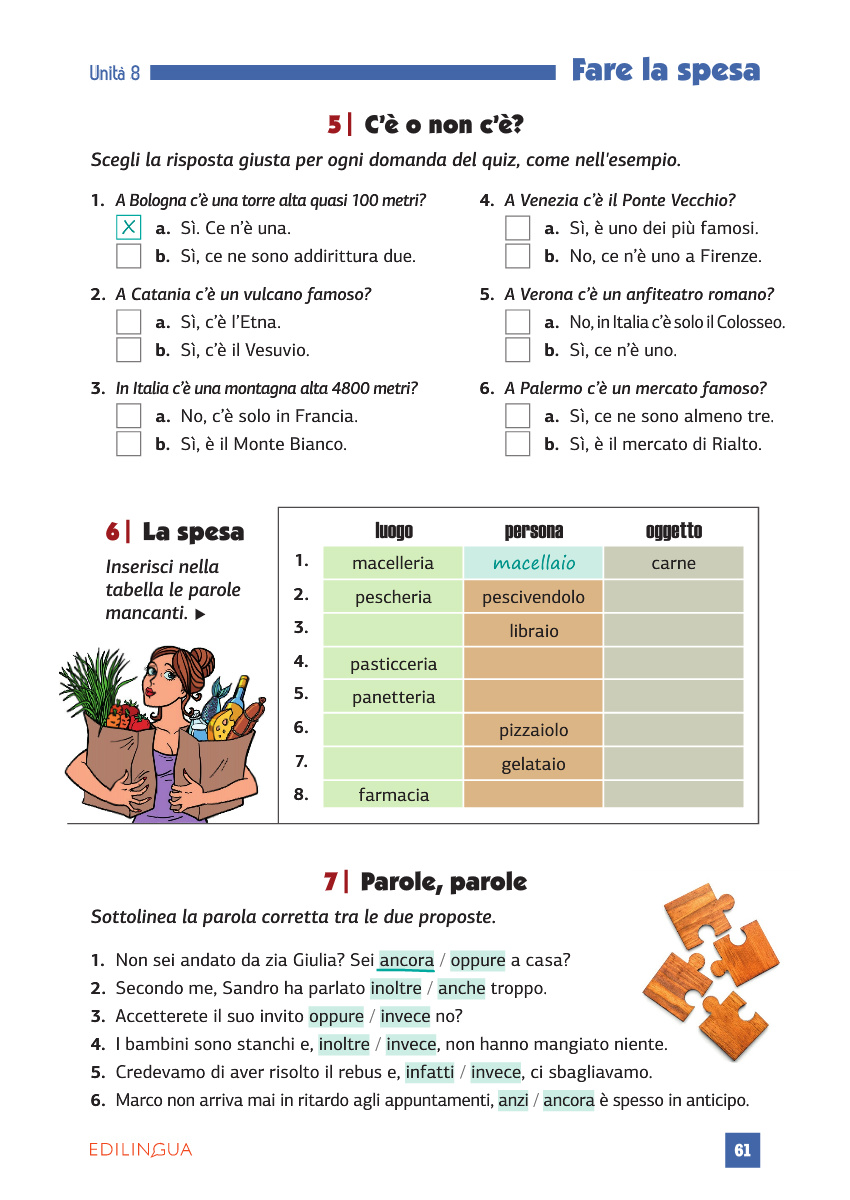 Unità 8
Fare la spesa
5| C'è o non c'è?
Scegli la risposta giusta per ogni domanda del quiz, come nell'esempio.
1. A Bologna c'è una torre alta quasi 100 metri?
X a. Sì. Ce n'è una.
b. Sì, ce ne sono addirittura due.
2. A Catania c'è un vulcano famoso?
a. Sì, c'è l'Etna.
b. Sì, c'è il Vesuvio.
3. In Italia c'è una montagna alta 4800 metri?
a. No, c'è solo in Francia.
b. Sì, è il Monte Bianco.
4. A Venezia c'è il Ponte Vecchio?
a. Sì, è uno dei più famosi.
b. No, ce n'è uno a Firenze.
5. A Verona c'è un anfiteatro romano?
a. No, in Italia c'è solo il Colosseo.
b. Sì, ce n'è uno.
6. A Palermo c'è un mercato famoso?
a. Sì, ce ne sono almeno tre.
b. Sì, è il mercato di Rialto.
6| La spesa
Inserisci nella
tabella le parole
mancanti. ▶
luogo persona oggetto
1. macelleria macellaio carne
2. pescheria pescivendolo
3. libraio
4. pasticceria
5. panetteria
6. pizzaiolo
7. gelataio
8. farmacia
7| Parole, parole
Sottolinea la parola corretta tra le due proposte.
1. Non sei andato da zia Giulia? Sei ancora / oppure a casa?
2. Secondo me, Sandro ha parlato inoltre / anche troppo.
3. Accetterete il suo invito oppure / invece no?
4. I bambini sono stanchi e, inoltre / invece, non hanno mangiato niente.
5. Credevamo di aver risolto il rebus e, infatti / invece, ci sbagliavamo.
6. Marco non arriva mai in ritardo agli appuntamenti, anzi / ancora è spesso in anticipo.
EDILINGUA
61